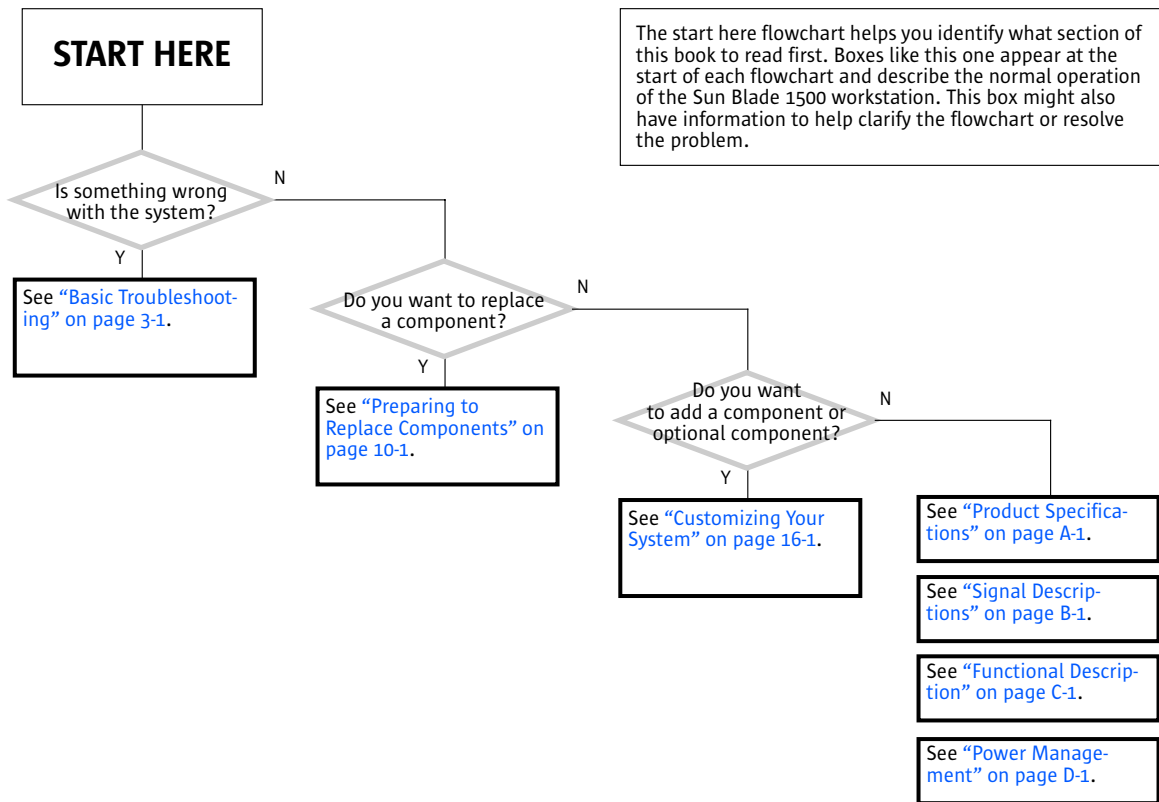 START HERE
The start here flowchart helps you identify what section of
this book to read first. Boxes like this one appear at the
start of each flowchart and describe the normal operation
of the Sun Blade 1500 workstation. This box might also
have information to help clarify the flowchart or resolve
the problem.
Is something wrong
with the system?
N
Y
See “Basic Troubleshoot-
ing” on page 3-1.
Do you want to replace
a component?
N
Y
See “Preparing to
Replace Components” on
page 10-1.
Do you want
to add a component or
optional component?
N
Y
See “Customizing Your
System” on page 16-1.
See “Product Specifica-
tions” on page A-1.
See “Signal Descrip-
tions” on page B-1.
See “Functional Descrip-
tion” on page C-1.
See “Power Manage-
ment” on page D-1.